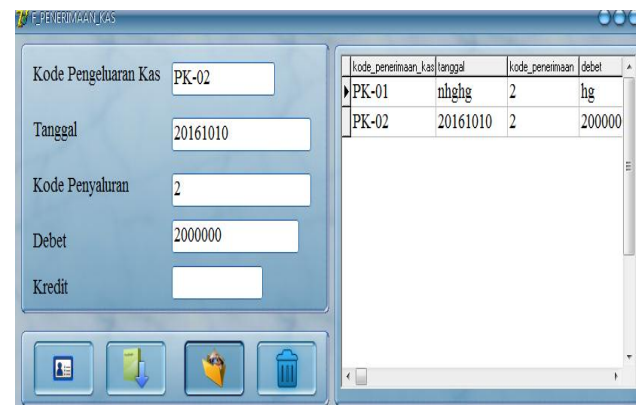 F_PENERIMAAN_KAS
Kode Pengeluaran Kas PK-02
Tanggal 20161010
Kode Penyaluran 2
Debet 2000000
Kredit
kode_penerimaan_kas tanggal kode_penerimaan debet
PK-01 nhghg 2 hg
PK-02 20161010 2 200000